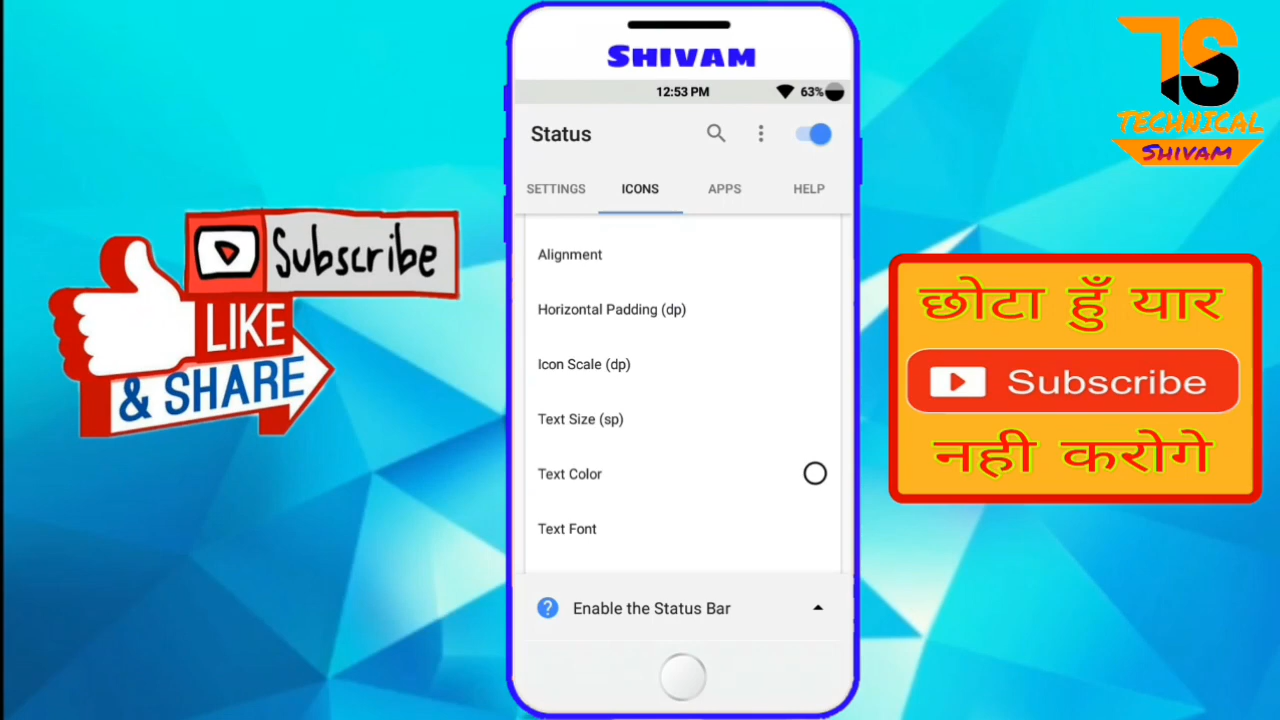 Subscribe
LIKE
& SHARE
SHIVAM
12:53 PM
63%
Status
SETTINGS ICONS APPS HELP
Alignment
Horizontal Padding (dp)
Icon Scale (dp)
Text Size (sp)
Text Color
Text Font
? Enable the Status Bar
TS
TECHNICAL
SHIVAM
छोटा हुँ यार
Subscribe
नही करोगे